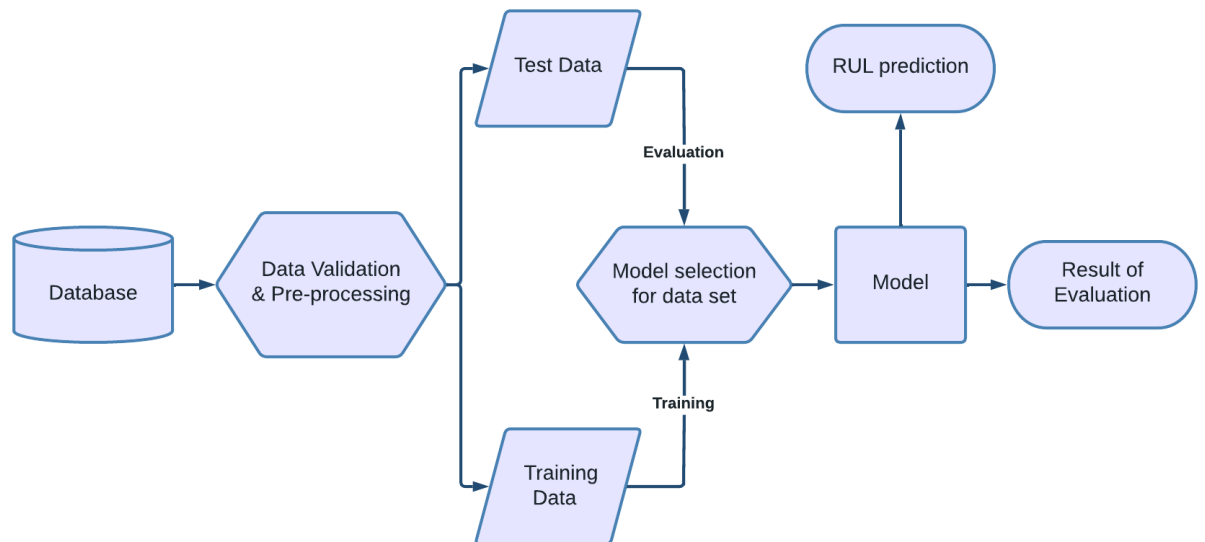 Test Data
RUL prediction
Evaluation
Database
Data Validation
& Pre-processing
Model selection
for data set
Model
Result of
Evaluation
Training
Training
Data